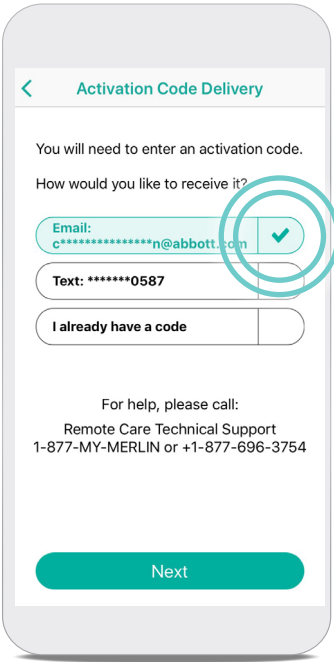 Activation Code Delivery
You will need to enter an activation code.
How would you like to receive it?
Email:
c***************n@abbott.com
Text: *******0587
I already have a code
For help, please call:
Remote Care Technical Support
1-877-MY-MERLIN or +1-877-696-3754
Next